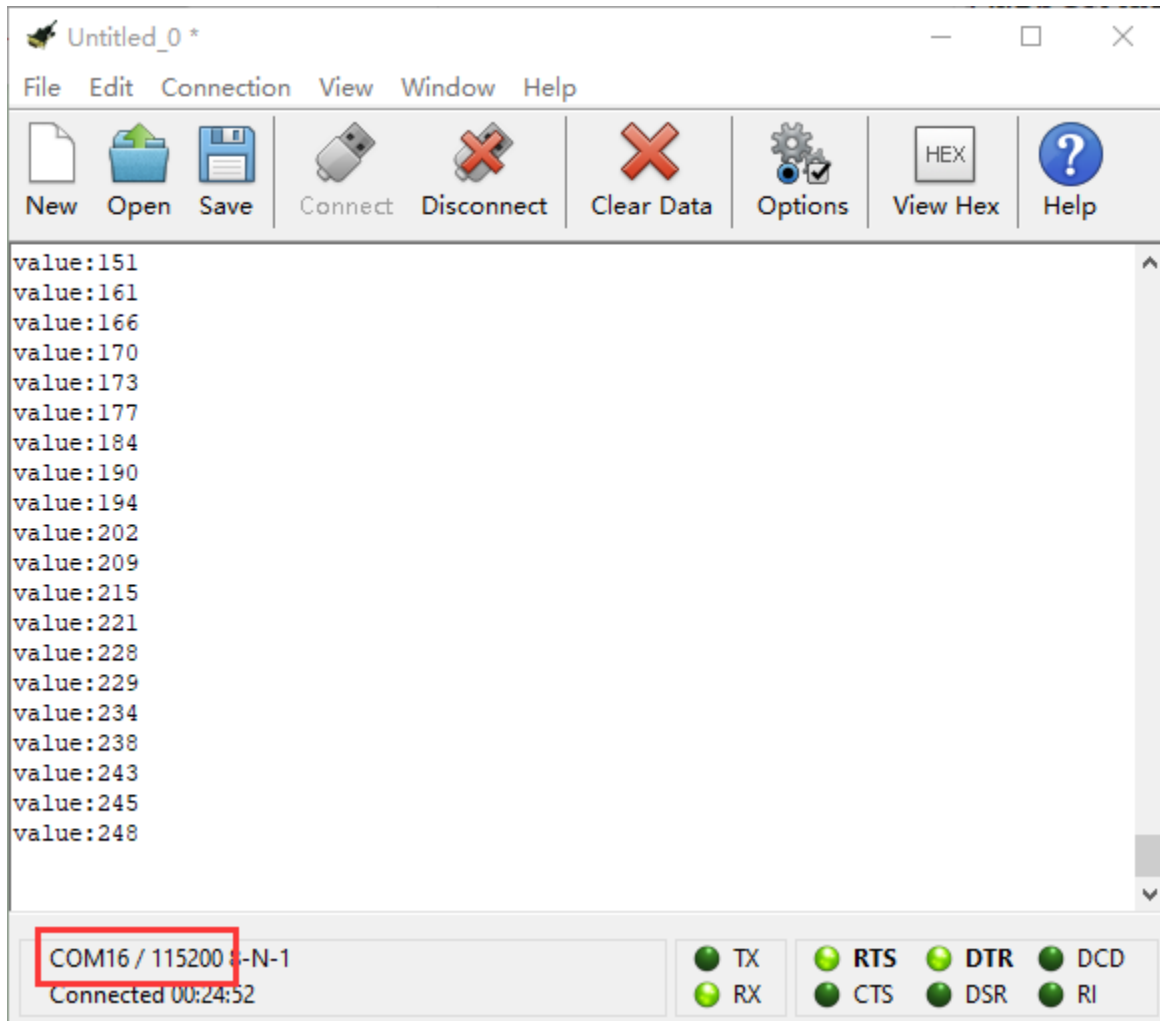 Untitled_0 *
File Edit Connection View Window Help
HEX
New Open Save Connect Disconnect Clear Data Options View Hex Help
value:151
value:161
value:166
value:170
value:173
value:177
value:184
value:190
value:194
value:202
value:209
value:215
value:221
value:228
value:229
value:234
value:238
value:243
value:245
value:248
COM16 / 115200 8-N-1
TX RTS DTR DCD
Connected 00:24:52
RX CTS DSR RI